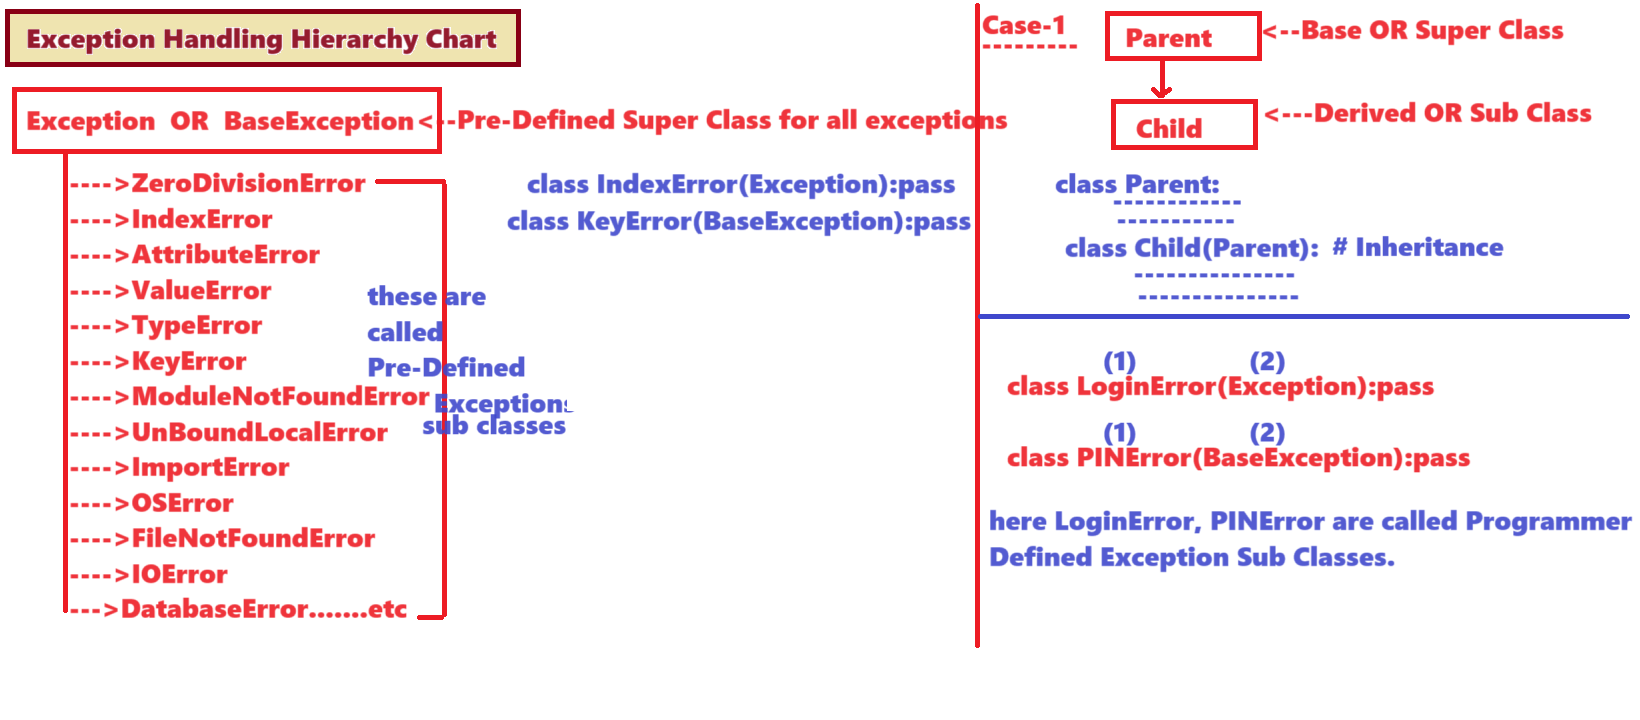 Exception Handling Hierarchy Chart
Exception OR BaseException<--Pre-Defined Super Class for all exceptions
---->ZeroDivisionError
---->IndexError
---->AttributeError
---->ValueError
---->TypeError
---->KeyError
---->ModuleNotFoundError
---->UnBoundLocalError
---->ImportError
---->OSError
---->FileNotFoundError
---->IOError
--->DatabaseError.......etc
these are
called
Pre-Defined
Exceptions
sub classes
class IndexError(Exception):pass
class KeyError(BaseException):pass
Case-1
---------
Parent
<--Base OR Super Class
Child
<---Derived OR Sub Class
class Parent:
------------
-----------
class Child(Parent): # Inheritance
---------------
---------------
(1) (2)
class LoginError(Exception):pass
(1) (2)
class PINError(BaseException):pass
here LoginError, PINError are called Programmer
Defined Exception Sub Classes.